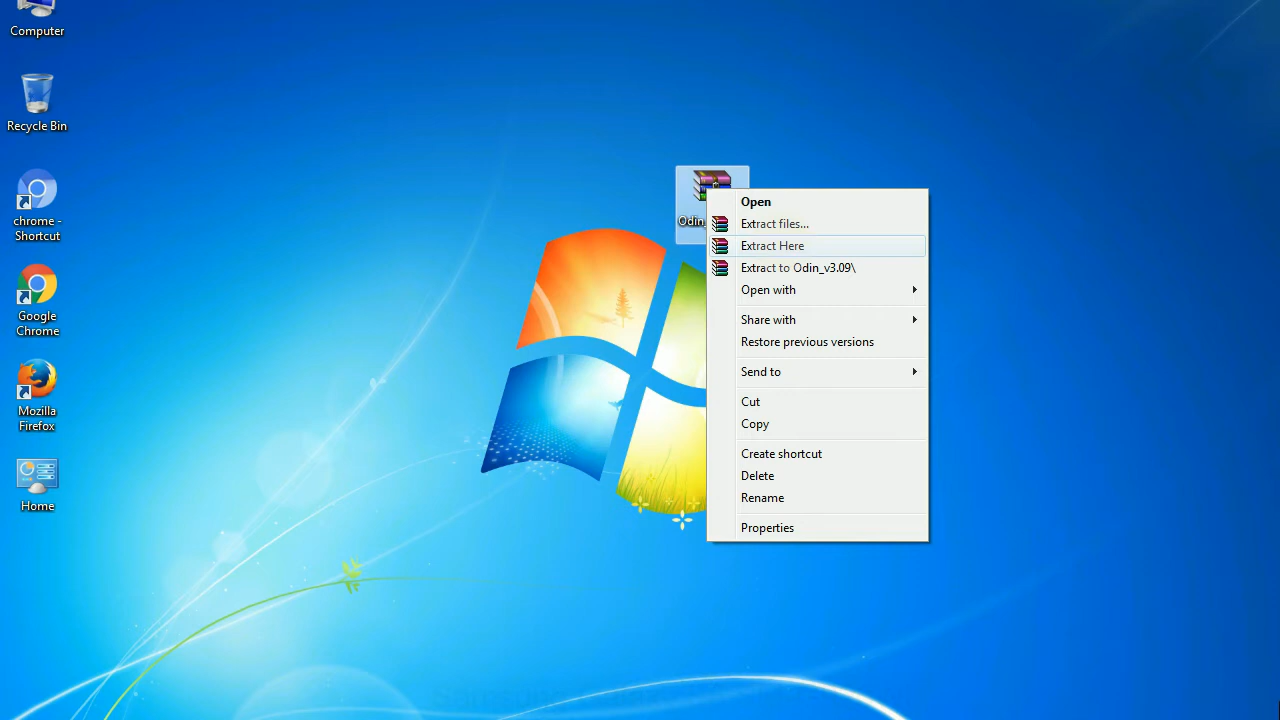 Computer
Recycle Bin
chrome -
Shortcut
Google
Chrome
Mozilla
Firefox
Home
Odin_
Open
Extract files...
Extract Here
Extract to Odin_v3.09\
Open with
Share with
Restore previous versions
Send to
Cut
Copy
Create shortcut
Delete
Rename
Properties